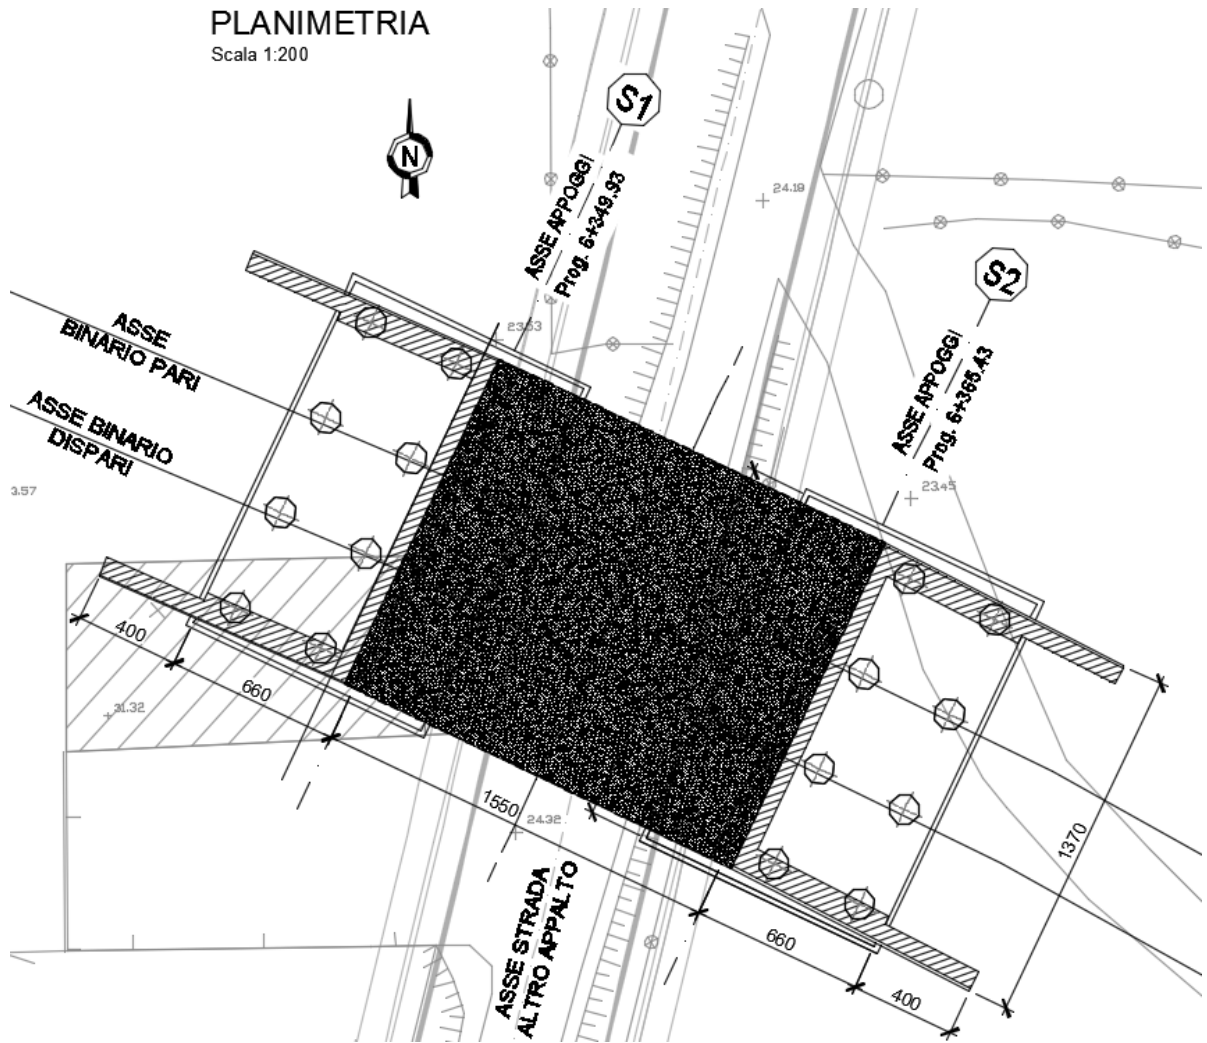 PLANIMETRIA
Scala 1:200
N
S1
ASSE APPOGGI
Prog. 6+349.93
24.19
S2
ASSE APPOGGI
Prog. 6+365.43
23.53
ASSE
BINARIO PARI
ASSE BINARIO
DISPARI
3.57
23.45
400
660
31.32
1550
24.32
ASSE STRADA
ALTRO APPALTO
660
400
1370